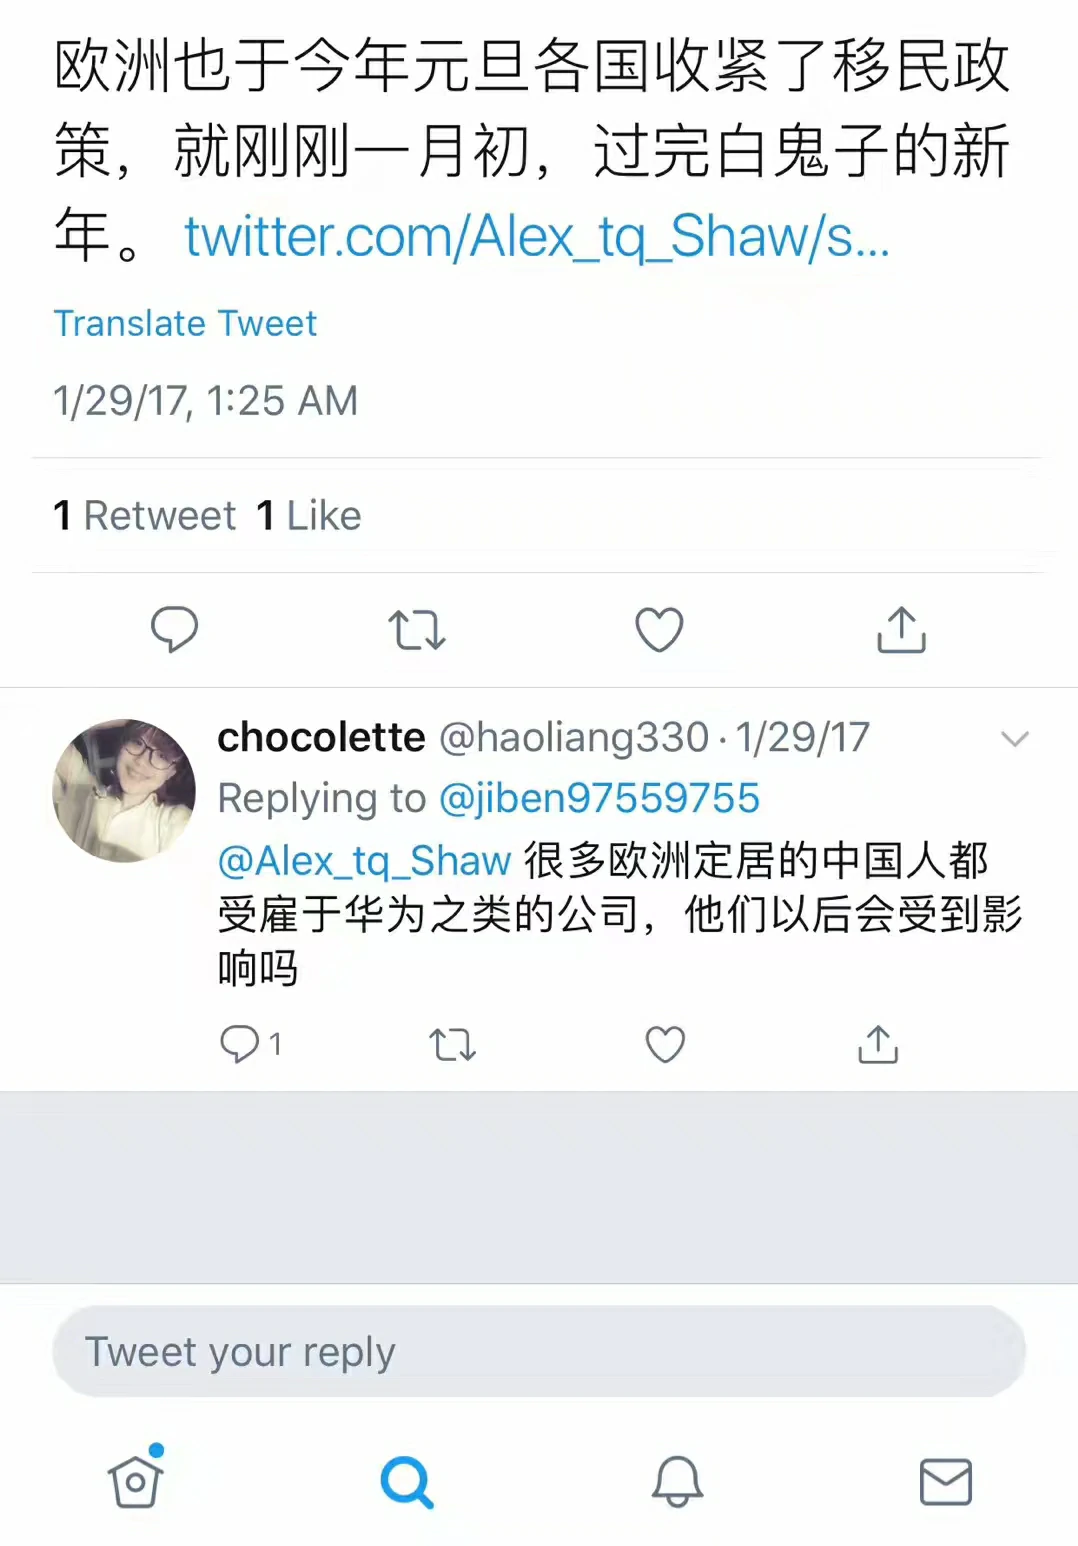 欧洲也于今年元旦各国收紧了移民政
策，就刚刚一月初，过完白鬼子的新
年。 twitter.com/Alex_tq_Shaw/s...
Translate Tweet
1/29/17, 1:25 AM
1 Retweet 1 Like
chocolette @haoliang330 · 1/29/17
Replying to @jiben97559755
@Alex_tq_Shaw 很多欧洲定居的中国人都
受雇于华为之类的公司，他们以后会受到影
响吗
1
Tweet your reply